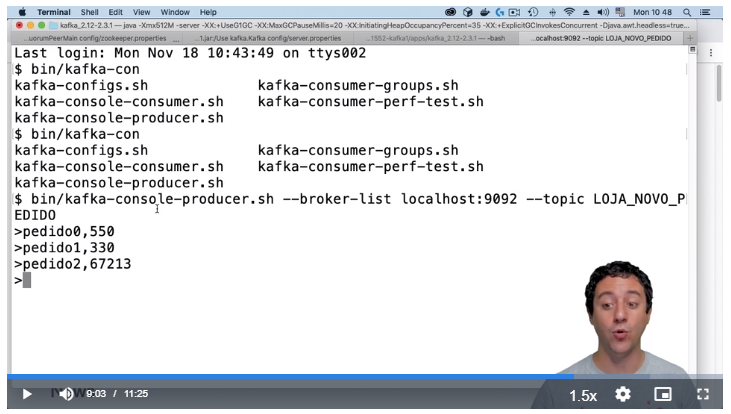 Terminal Shell Edit View Window Help Mon 10 48
kafka_2.12-2.3.1 — java -Xmx512M -server -XX:+UseG1GC -XX:MaxGCPauseMillis=20 -XX:InitiatingHeapOccupancyPercent=35 -XX:+ExplicitGCInvokesConcurrent -Djava.awt.headless=true...
...uorumPeerMain config/zookeeper.properties ...1.jar:/Use kafka.Kafka config/server.properties ...1552-kafka1/apps/kafka_2.12-2.3.1 — -bash ...ocalhost:9092 --topic LOJA_NOVO_PEDIDO
Last login: Mon Nov 18 10:43:49 on ttys002
$ bin/kafka-con
kafka-configs.sh kafka-consumer-groups.sh
kafka-console-consumer.sh kafka-consumer-perf-test.sh
kafka-console-producer.sh
$ bin/kafka-con
kafka-configs.sh kafka-consumer-groups.sh
kafka-console-consumer.sh kafka-consumer-perf-test.sh
kafka-console-producer.sh
$ bin/kafka-console-producer.sh --broker-list localhost:9092 --topic LOJA_NOVO_P
EDIDO
>pedido0,550
>pedido1,330
>pedido2,67213
>
9:03 / 11:25 1.5x